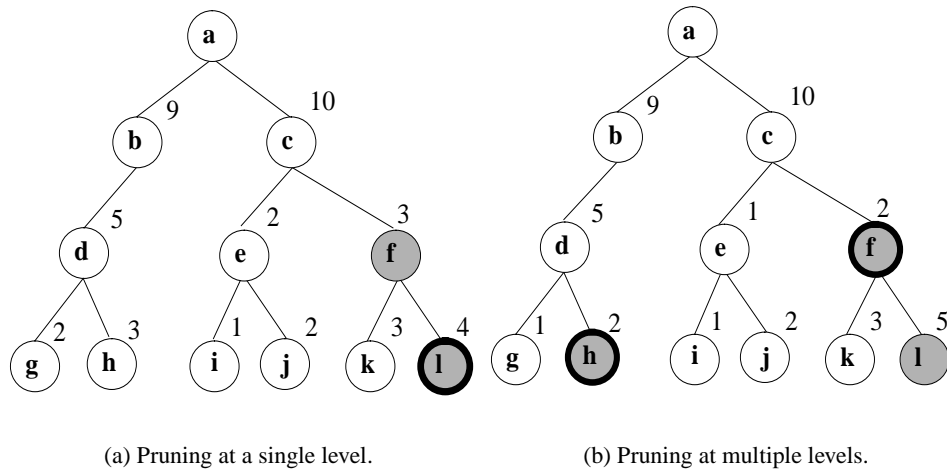 a a
9 10 9 10
b c b c
5 2 3 5 1 2
d e f d e f
2 3 1 2 3 4 1 2 1 2 3 5
g h i j k l g h i j k l
(a) Pruning at a single level. (b) Pruning at multiple levels.